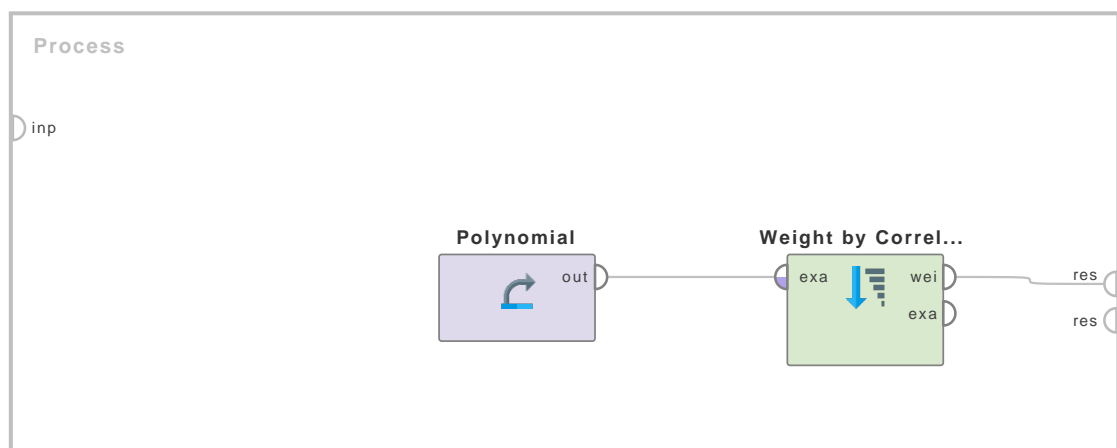 Process
inp
Polynomial
Weight by Correl...
out
exa
wei
res
exa
res